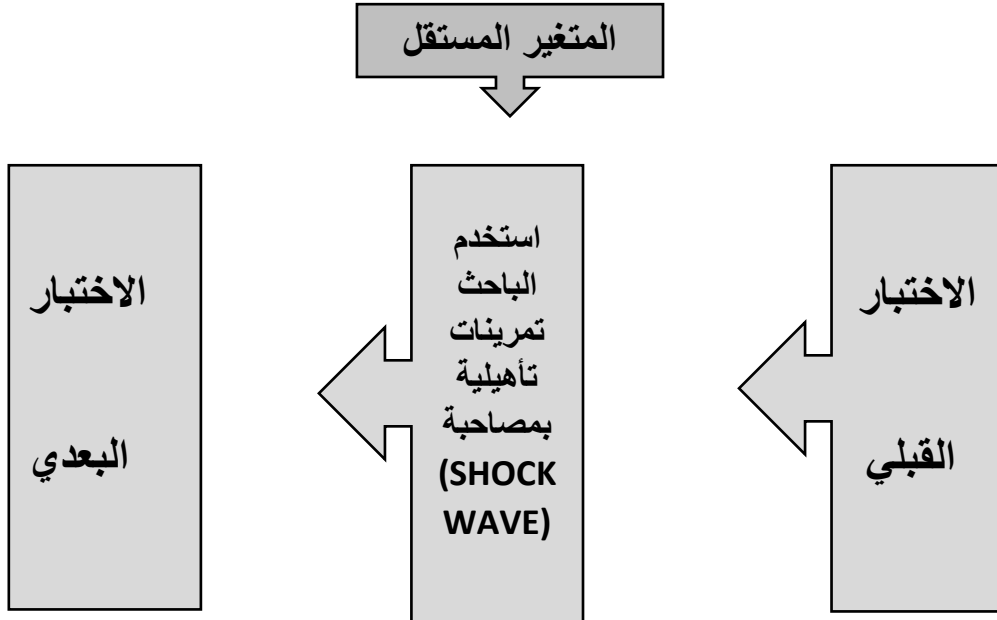 المتغير المستقل
الاختبار
القبلي
استخدم
الباحث
تمرينات
تأهيلية
بمصاحبة
(SHOCK
WAVE)
الاختبار
البعدي